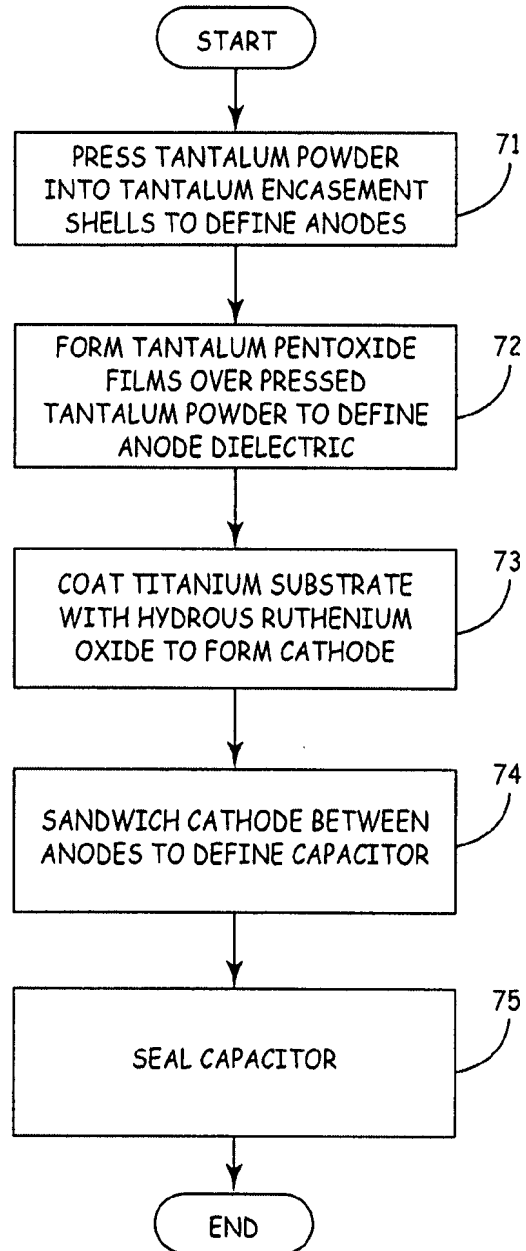 START
71
PRESS TANTALUM POWDER
INTO TANTALUM ENCASEMENT
SHELLS TO DEFINE ANODES
72
FORM TANTALUM PENTOXIDE
FILMS OVER PRESSED
TANTALUM POWDER TO DEFINE
ANODE DIELECTRIC
73
COAT TITANIUM SUBSTRATE
WITH HYDROUS RUTHENIUM
OXIDE TO FORM CATHODE
74
SANDWICH CATHODE BETWEEN
ANODES TO DEFINE CAPACITOR
75
SEAL CAPACITOR
END